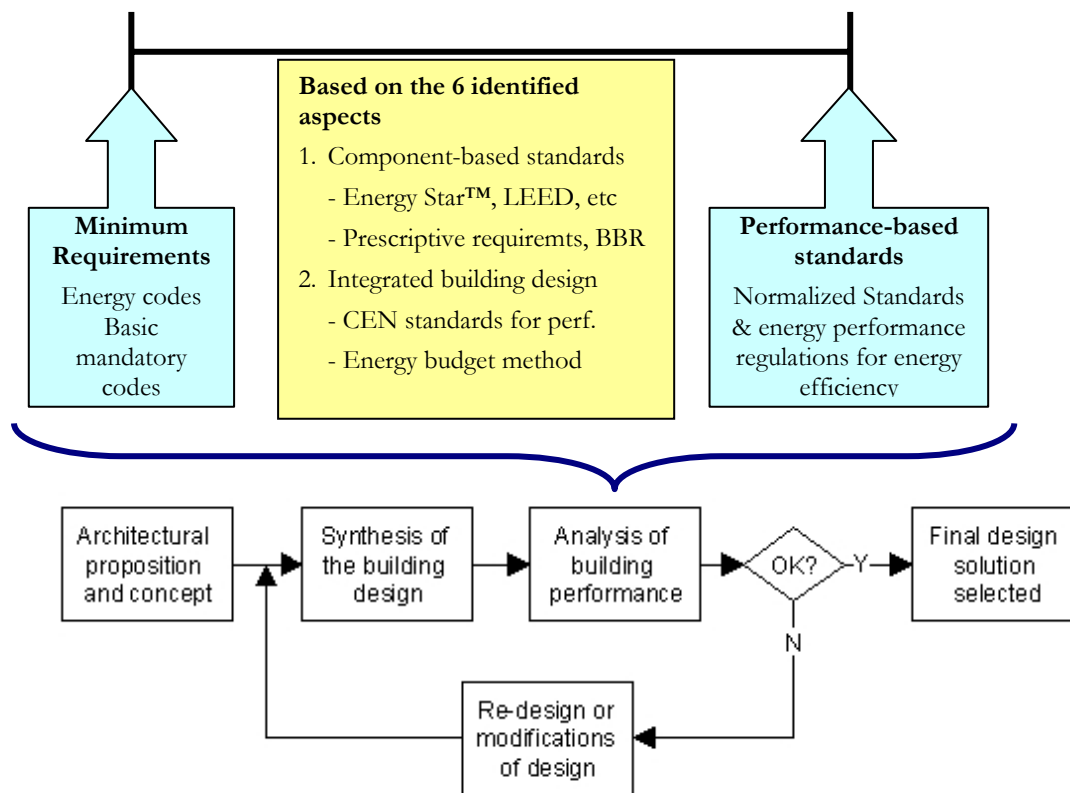 Based on the 6 identified
aspects
1. Component-based standards
- Energy Star™, LEED, etc
- Prescriptive requiremts, BBR
2. Integrated building design
- CEN standards for perf.
- Energy budget method
Minimum
Requirements
Energy codes
Basic
mandatory
codes
Performance-based
standards
Normalized Standards
& energy performance
regulations for energy
efficiency
Architectural
proposition
and concept
Synthesis of
the building
design
Analysis of
building
performance
OK?
Y
Final design
solution
selected
N
Re-design or
modifications
of design